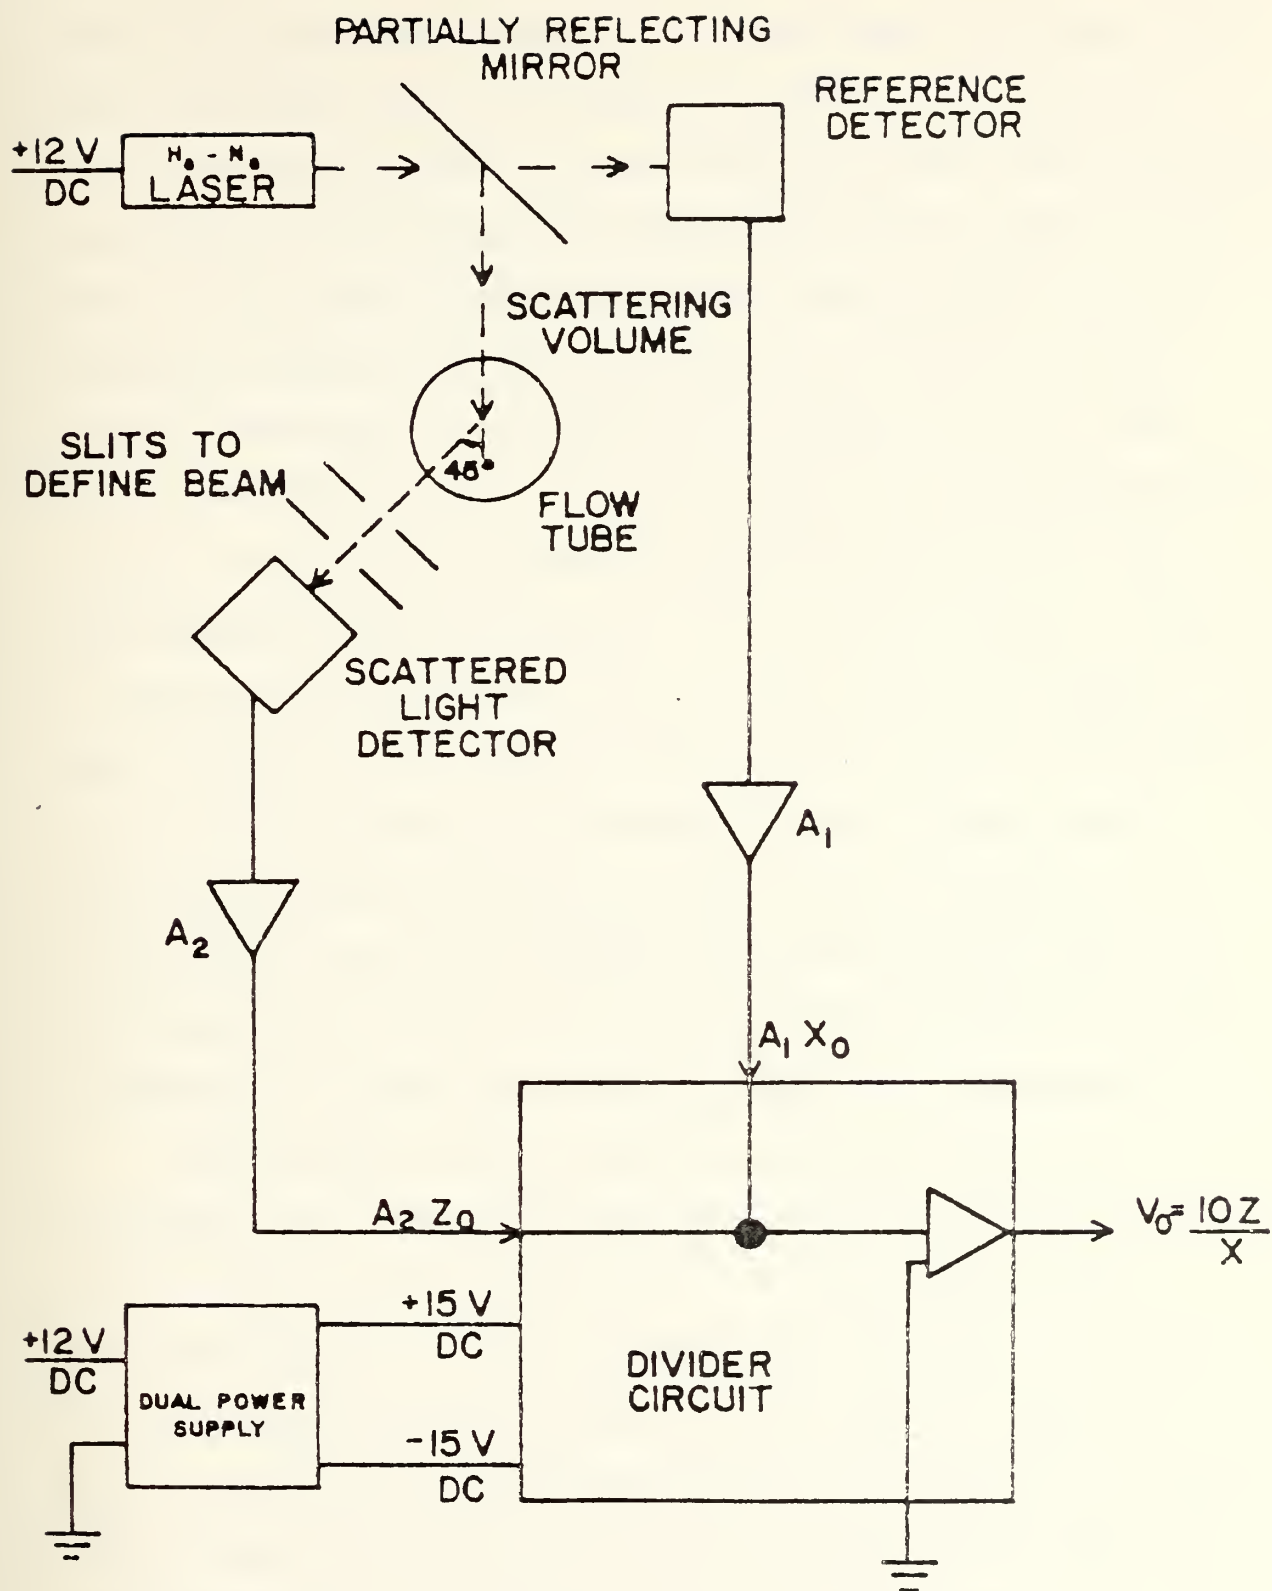 PARTIALLY REFLECTING
MIRROR
REFERENCE
DETECTOR
+12 V
DC
He - Ne
LASER
SCATTERING
VOLUME
SLITS TO
DEFINE BEAM
45°
FLOW
TUBE
SCATTERED
LIGHT
DETECTOR
A1
A2
A1 X0
A2 Z0
V0= 10Z
X
+15 V
DC
+12 V
DC
DUAL POWER
SUPPLY
DIVIDER
CIRCUIT
-15 V
DC